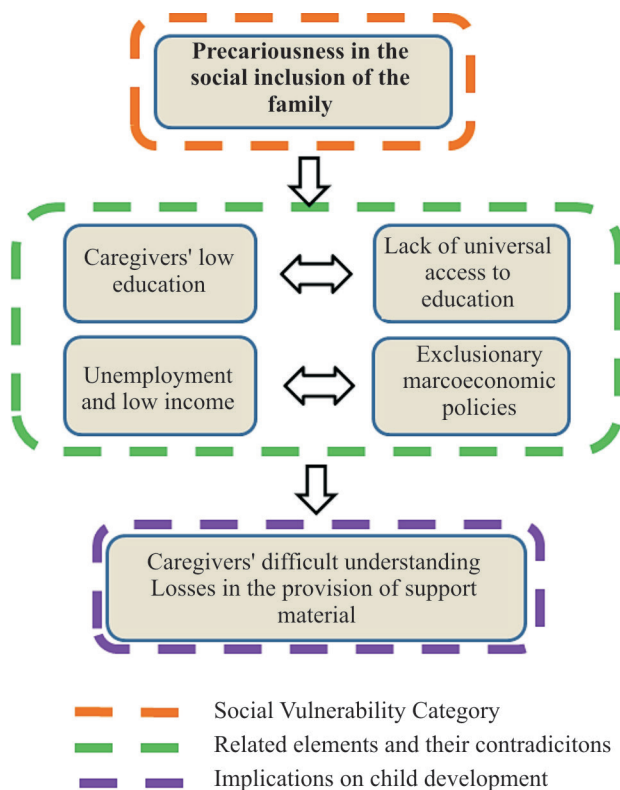 Precariousness in the
social inclusion of the
family
Caregivers' low
education
Lack of universal
access to
education
Unemployment
and low income
Exclusionary
marcoeconomic
policies
Caregivers' difficult understanding
Losses in the provision of support
material
Social Vulnerability Category
Related elements and their contradicitons
Implications on child development